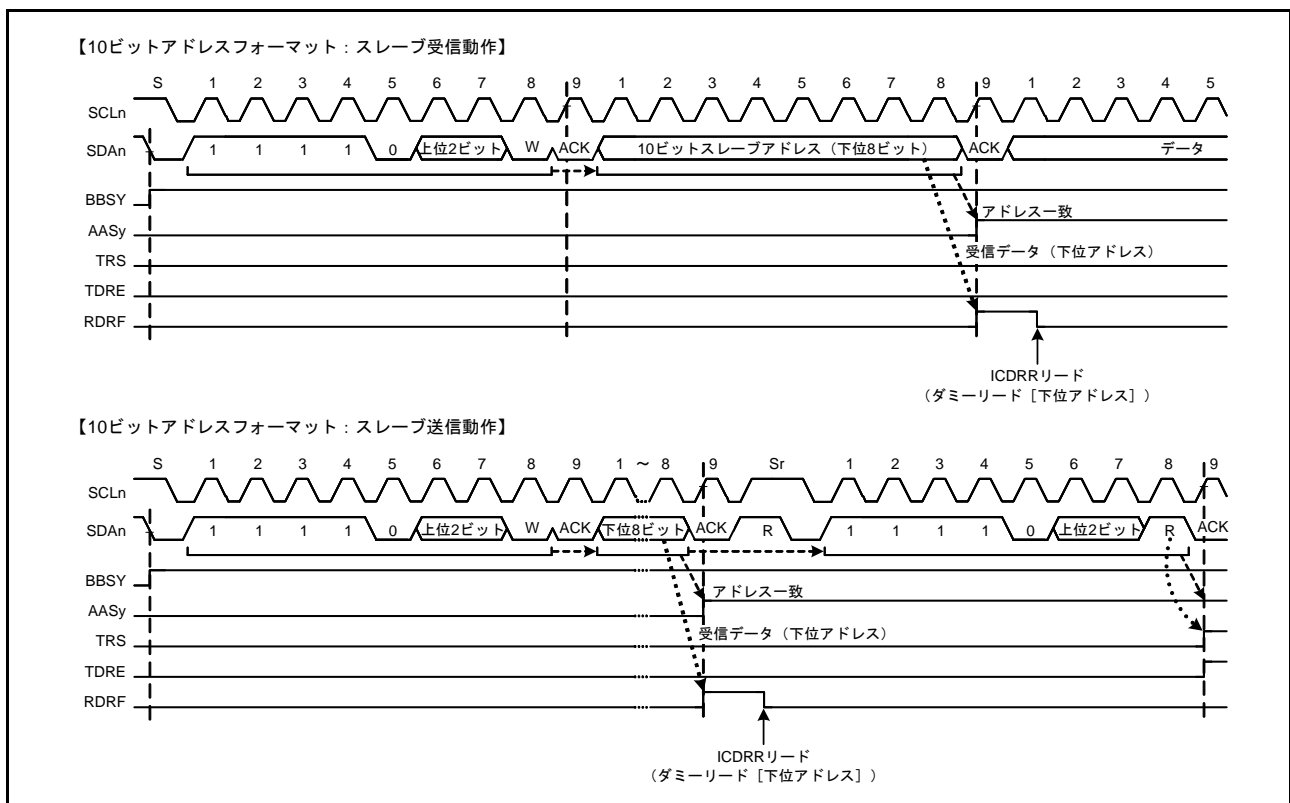 【10ビットアドレスフォーマット：スレーブ受信動作】
S 1 2 3 4 5 6 7 8 9 1 2 3 4 5 6 7 8 9 1 2 3 4 5
SCLn
SDAn 1 1 1 1 0 上位2ビット W ACK 10ビットスレーブアドレス（下位8ビット） ACK データ
BBSY
アドレス一致
AASy
受信データ（下位アドレス）
TRS
TDRE
RDRF
ICDRRリード
（ダミーリード［下位アドレス］）
【10ビットアドレスフォーマット：スレーブ送信動作】
S 1 2 3 4 5 6 7 8 9 1 ～ 8 9 Sr 1 2 3 4 5 6 7 8 9
SCLn
SDAn 1 1 1 1 0 上位2ビット W ACK 下位8ビット ACK R 1 1 1 1 0 上位2ビット R ACK
BBSY
アドレス一致
AASy
受信データ（下位アドレス）
TRS
TDRE
RDRF
ICDRRリード
（ダミーリード［下位アドレス］）